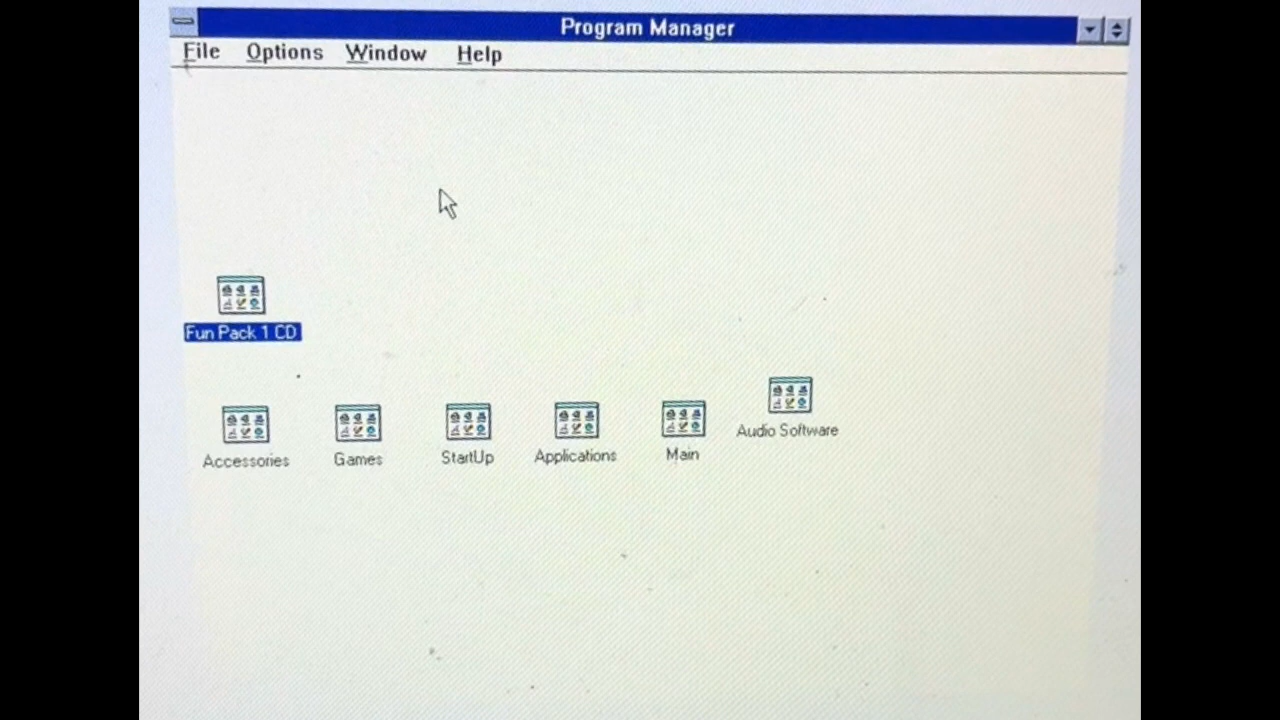 Program Manager
File Options Window Help
Fun Pack 1 CD
Accessories Games StartUp Applications Main Audio Software